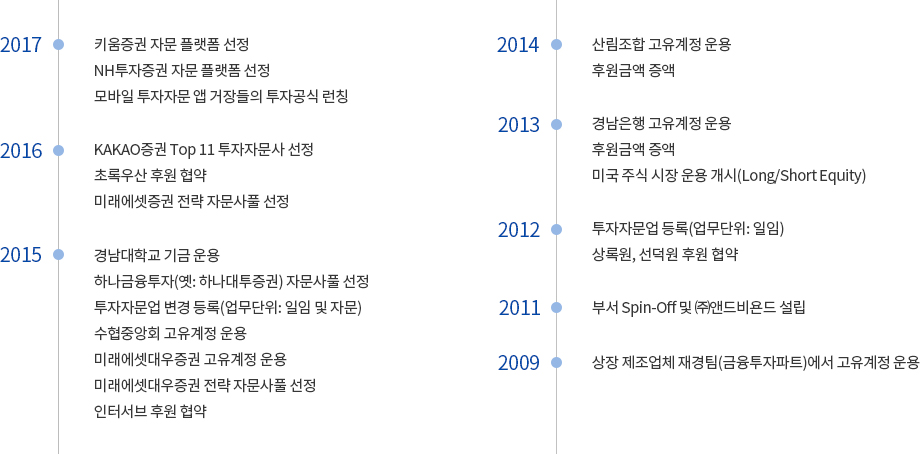 2017
키움증권 자문 플랫폼 선정
NH투자증권 자문 플랫폼 선정
모바일 투자자문 앱 거장들의 투자공식 런칭
2016
KAKAO증권 Top 11 투자자문사 선정
초록우산 후원 협약
미래에셋증권 전략 자문사풀 선정
2015
경남대학교 기금 운용
하나금융투자(옛: 하나대투증권) 자문사풀 선정
투자자문업 변경 등록(업무단위: 일임 및 자문)
수협중앙회 고유계정 운용
미래에셋대우증권 고유계정 운용
미래에셋대우증권 전략 자문사풀 선정
인터서브 후원 협약
2014
산림조합 고유계정 운용
후원금액 증액
2013
경남은행 고유계정 운용
후원금액 증액
미국 주식 시장 운용 개시(Long/Short Equity)
2012
투자자문업 등록(업무단위: 일임)
상록원, 선덕원 후원 협약
2011
부서 Spin-Off 및 ㈜앤드비욘드 설립
2009
상장 제조업체 재경팀(금융투자파트)에서 고유계정 운용